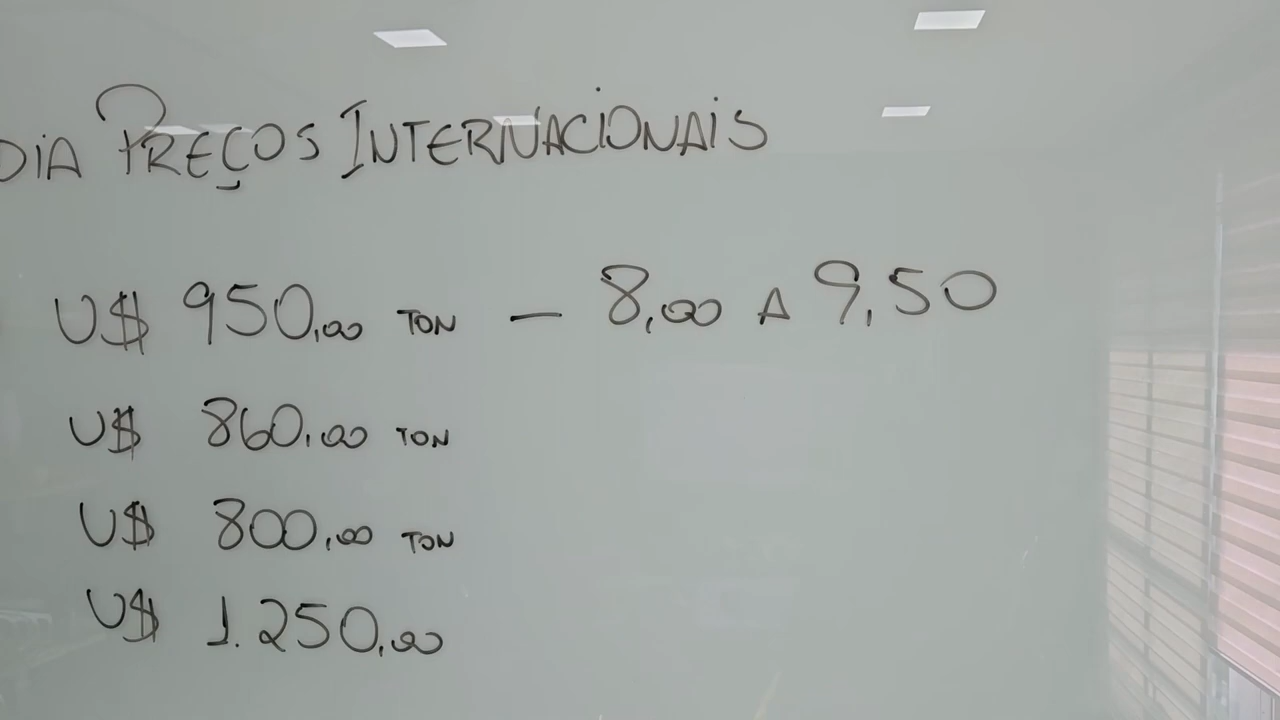 DIA PREÇOS INTERNACIONAIS
U$ 950,00 TON — 8,00 A 9,50
U$ 860,00 TON
U$ 800,00 TON
U$ 1.250,00